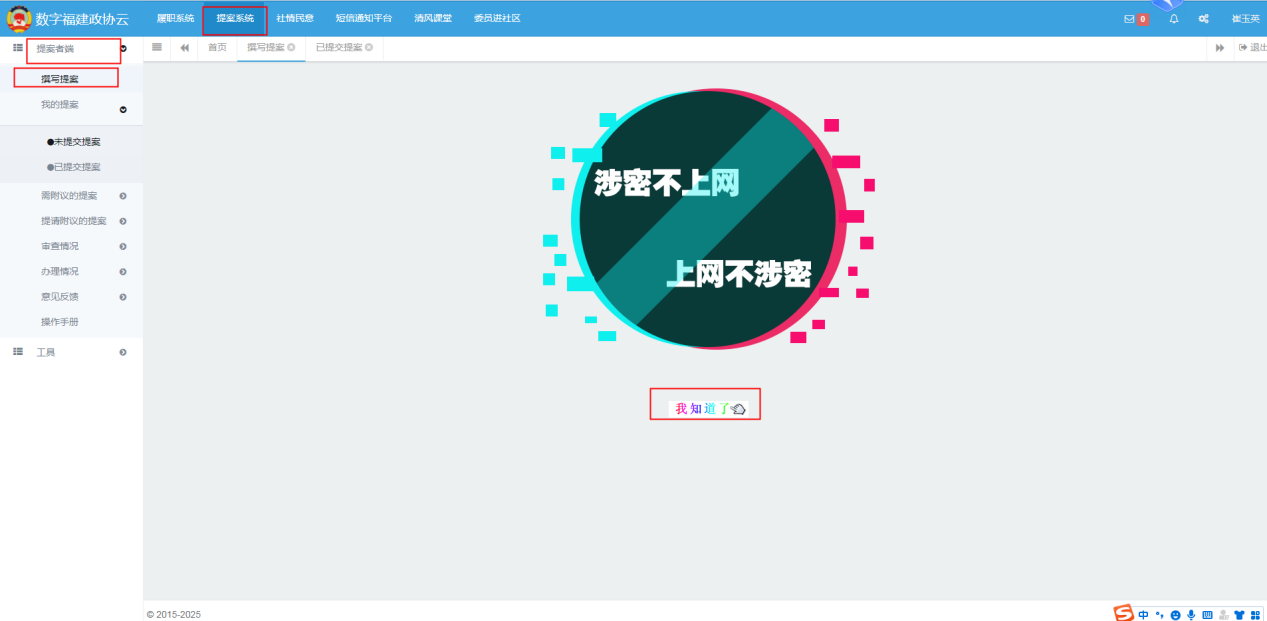 数字福建政协云 履职系统 提案系统 社情民意 短信通知平台 清风课堂 委员进社区 0 崔玉英
提案者端 首页 撰写提案 已提交提案 退出
撰写提案
我的提案
●未提交提案
●已提交提案
需附议的提案
提请附议的提案
审查情况
办理情况
意见反馈
操作手册
工具
涉密不上网
上网不涉密
我知道了
© 2015-2025
中